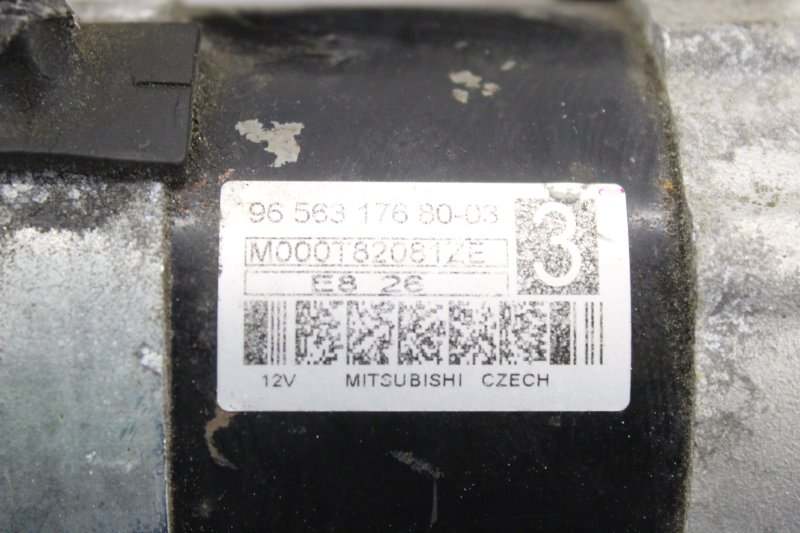 96 563 176 80-03
3
M000T82081ZE
E8 26
12V MITSUBISHI CZECH